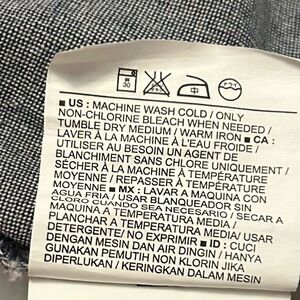 30
■ US : MACHINE WASH COLD / ONLY
NON-CHLORINE BLEACH WHEN NEEDED /
TUMBLE DRY MEDIUM / WARM IRON ■ CA :
LAVER À LA MACHINE À L'EAU FROIDE /
UTILISER AU BESOIN UN AGENT DE
BLANCHIMENT SANS CHLORE UNIQUEMENT /
SÉCHER À LA MACHINE À TEMPÉRATURE
MOYENNE / REPASSER À TEMPÉRATURE
MOYENNE ■ MX : LAVAR A MAQUINA CON
AGUA FRIA / USAR BLANQUEADOR SIN
CLORO CUANDO SEA NECESARIO / SECAR A
MAQUINA A TEMPERATURA MEDIA /
PLANCHAR A TEMPERATURA MEDIA/ USAR
DETERGENTE/ NO EXPRIMIR ■ ID : CUCI
DENGAN MESIN DAN AIR DINGIN / HANYA
GUNAKAN PEMUTIH NON KLORIN JIKA
DIPERLUKAN / KERINGKAN DALAM MESIN